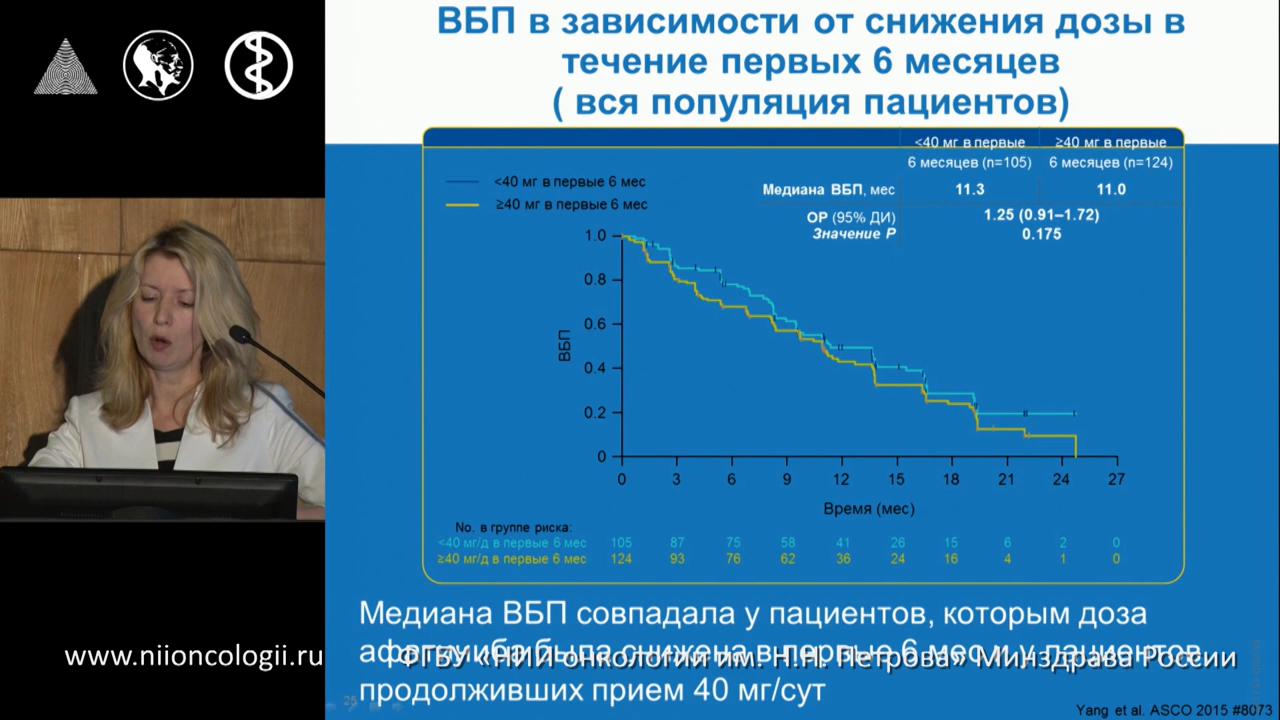 ВБП в зависимости от снижения дозы в
течение первых 6 месяцев
( вся популяция пациентов)
<40 мг в первые
6 месяцев (n=105)
≥40 мг в первые
6 месяцев (n=124)
<40 мг в первые 6 мес
≥40 мг в первые 6 мес
Медиана ВБП, мес 11.3 11.0
ОР (95% ДИ) 1.25 (0.91–1.72)
Значение P 0.175
ВБП
1.0
0.8
0.6
0.4
0.2
0
0 3 6 9 12 15 18 21 24 27
Время (мес)
No. в группе риска:
<40 мг/д в первые 6 мес 105 87 75 58 41 26 15 6 2 0
≥40 мг/д в первые 6 мес 124 93 76 62 36 24 16 4 1 0
Медиана ВБП совпадала у пациентов, которым доза
афатиниба была снижена в первые 6 мес и у пациентов
продолживших прием 40 мг/сут
www.niioncologii.ru
ФГБУ «НИИ онкологии им. Н.Н. Петрова» Минздрава России
Yang et al. ASCO 2015 #8073